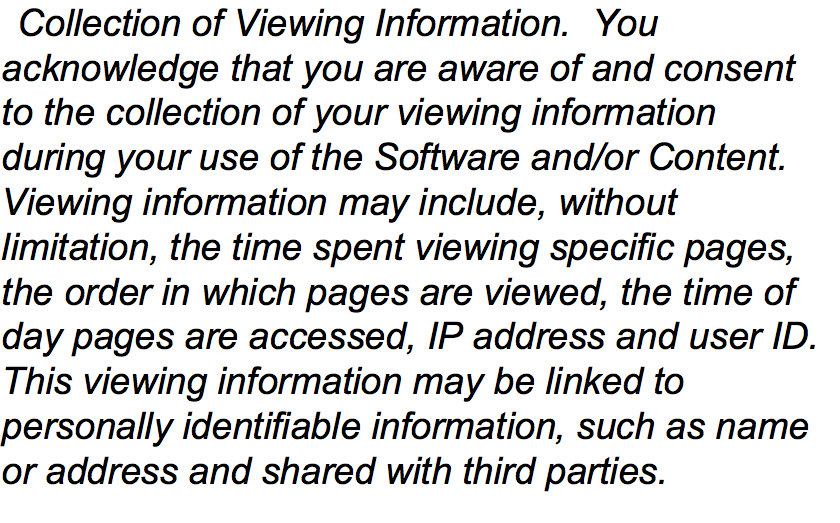 Collection of Viewing Information.  You
acknowledge that you are aware of and consent
to the collection of your viewing information
during your use of the Software and/or Content.
Viewing information may include, without
limitation, the time spent viewing specific pages,
the order in which pages are viewed, the time of
day pages are accessed, IP address and user ID.
This viewing information may be linked to
personally identifiable information, such as name
or address and shared with third parties.